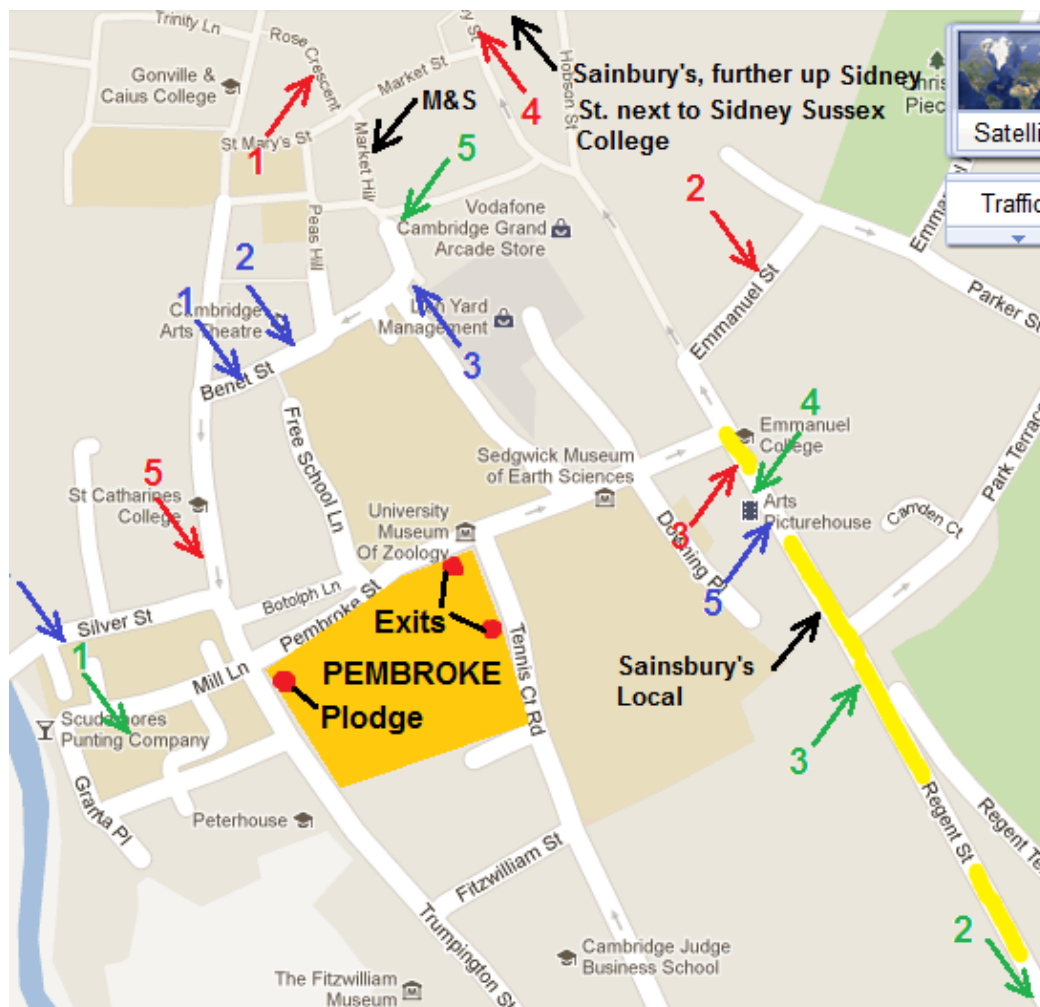 Trinity Ln
Rose Crescent
Gonville &
Caius College
Market St
St Mary's St
Market Hill
M&S
Hobson St
Sainbury's, further up Sidney
St. next to Sidney Sussex
College
Satelli
Traffic
1
4
5
2
Peas Hill
Vodafone
Cambridge Grand
Arcade Store
Lion Yard
Management
Emmanuel St
Parker St
2
1
Cambridge
Arts Theatre
3
Benet St
Free School Ln
4
Emmanuel
College
Park Terrace
Sedgwick Museum
of Earth Sciences
5
St Catharines
College
University
Museum
Of Zoology
3
Arts
Picturehouse
Camden Ct
Downing Pl
5
Botolph Ln
Silver St
Pembroke St
Exits
1
Mill Ln
PEMBROKE
Plodge
Tennis Ct Rd
Sainsbury's
Local
Scudamores
Punting Company
3
Granta Pl
Peterhouse
Regent St
Fitzwilliam St
Trumpington St
2
Cambridge Judge
Business School
The Fitzwilliam
Museum